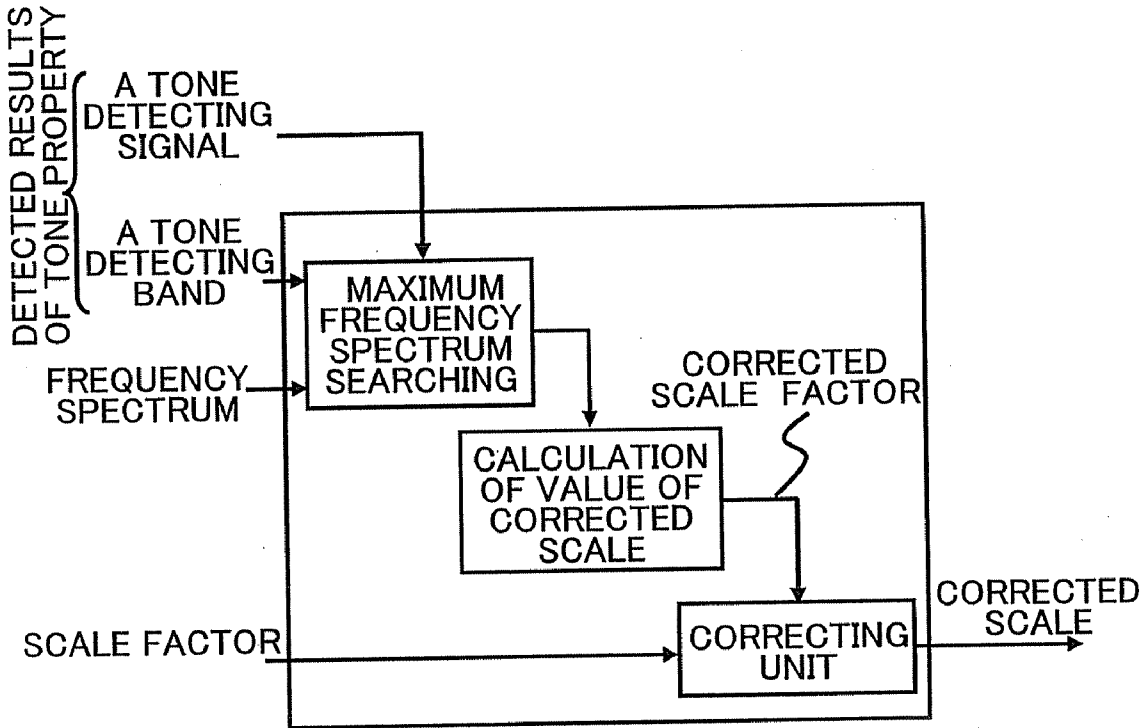 DETECTED RESULTS
OF TONE PROPERTY
A TONE
DETECTING
SIGNAL
A TONE
DETECTING
BAND
FREQUENCY
SPECTRUM
MAXIMUM
FREQUENCY
SPECTRUM
SEARCHING
CORRECTED
SCALE FACTOR
CALCULATION
OF VALUE OF
CORRECTED
SCALE
SCALE FACTOR
CORRECTING
UNIT
CORRECTED
SCALE